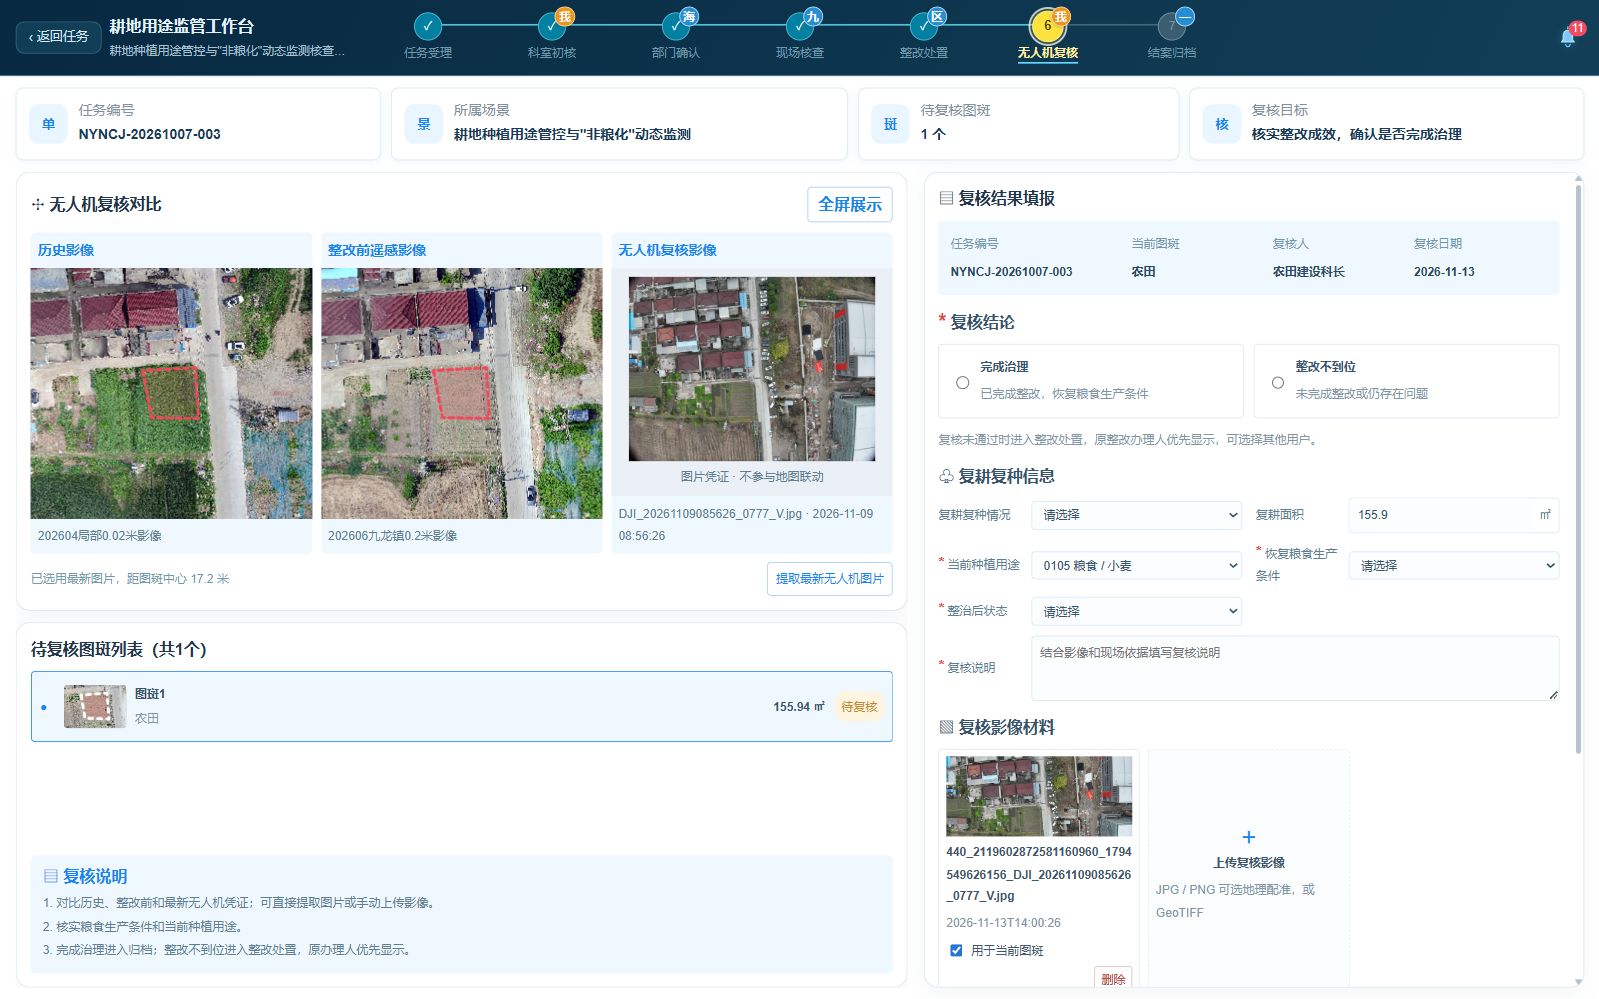 ‹ 返回任务
耕地用途监管工作台
耕地种植用途管控与"非粮化"动态监测核查...
✓
任务受理
✓ 我
科室初核
✓ 海
部门确认
✓ 九
现场核查
✓ 区
整改处置
6 我
无人机复核
7 —
结案归档
11
单
任务编号
NYNCJ-20261007-003
景
所属场景
耕地种植用途管控与"非粮化"动态监测
斑
待复核图斑
1 个
核
复核目标
核实整改成效，确认是否完成治理
无人机复核对比
全屏展示
历史影像
整改前遥感影像
无人机复核影像
图片凭证 · 不参与地图联动
202604局部0.02米影像
202606九龙镇0.2米影像
DJI_20261109085626_0777_V.jpg · 2026-11-09
08:56:26
已选用最新图片，距图斑中心 17.2 米
提取最新无人机图片
待复核图斑列表（共1个）
图斑1
农田
155.94 ㎡
待复核
复核说明
1. 对比历史、整改前和最新无人机凭证；可直接提取图片或手动上传影像。
2. 核实粮食生产条件和当前种植用途。
3. 完成治理进入归档；整改不到位进入整改处置，原办理人优先显示。
复核结果填报
任务编号
当前图斑
复核人
复核日期
NYNCJ-20261007-003
农田
农田建设科长
2026-11-13
* 复核结论
完成治理
已完成整改，恢复粮食生产条件
整改不到位
未完成整改或仍存在问题
复核未通过时进入整改处置，原整改办理人优先显示，可选择其他用户。
复耕复种信息
复耕复种情况
请选择
复耕面积
155.9
㎡
* 当前种植用途
0105 粮食 / 小麦
* 恢复粮食生产
条件
请选择
* 整治后状态
请选择
* 复核说明
结合影像和现场依据填写复核说明
复核影像材料
440_2119602872581160960_1794
549626156_DJI_20261109085626
_0777_V.jpg
2026-11-13T14:00:26
用于当前图斑
删除
+
上传复核影像
JPG / PNG 可选地理配准，或
GeoTIFF